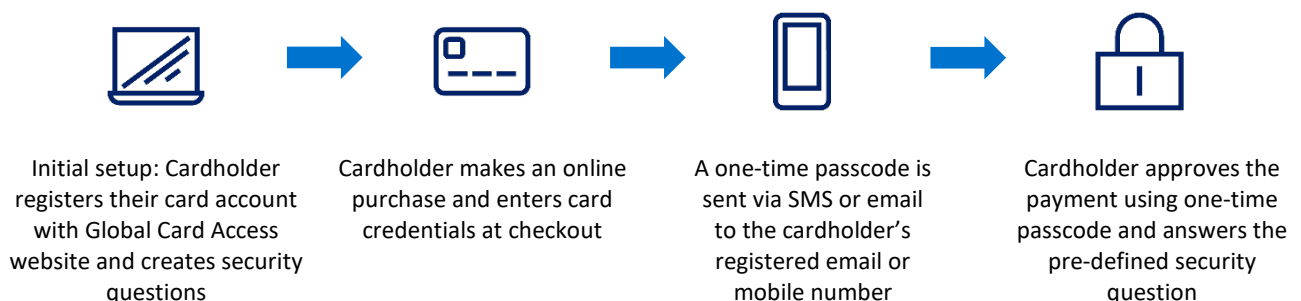 Initial setup: Cardholder
registers their card account
with Global Card Access
website and creates security
questions
Cardholder makes an online
purchase and enters card
credentials at checkout
A one-time passcode is
sent via SMS or email
to the cardholder's
registered email or
mobile number
Cardholder approves the
payment using one-time
passcode and answers the
pre-defined security
question